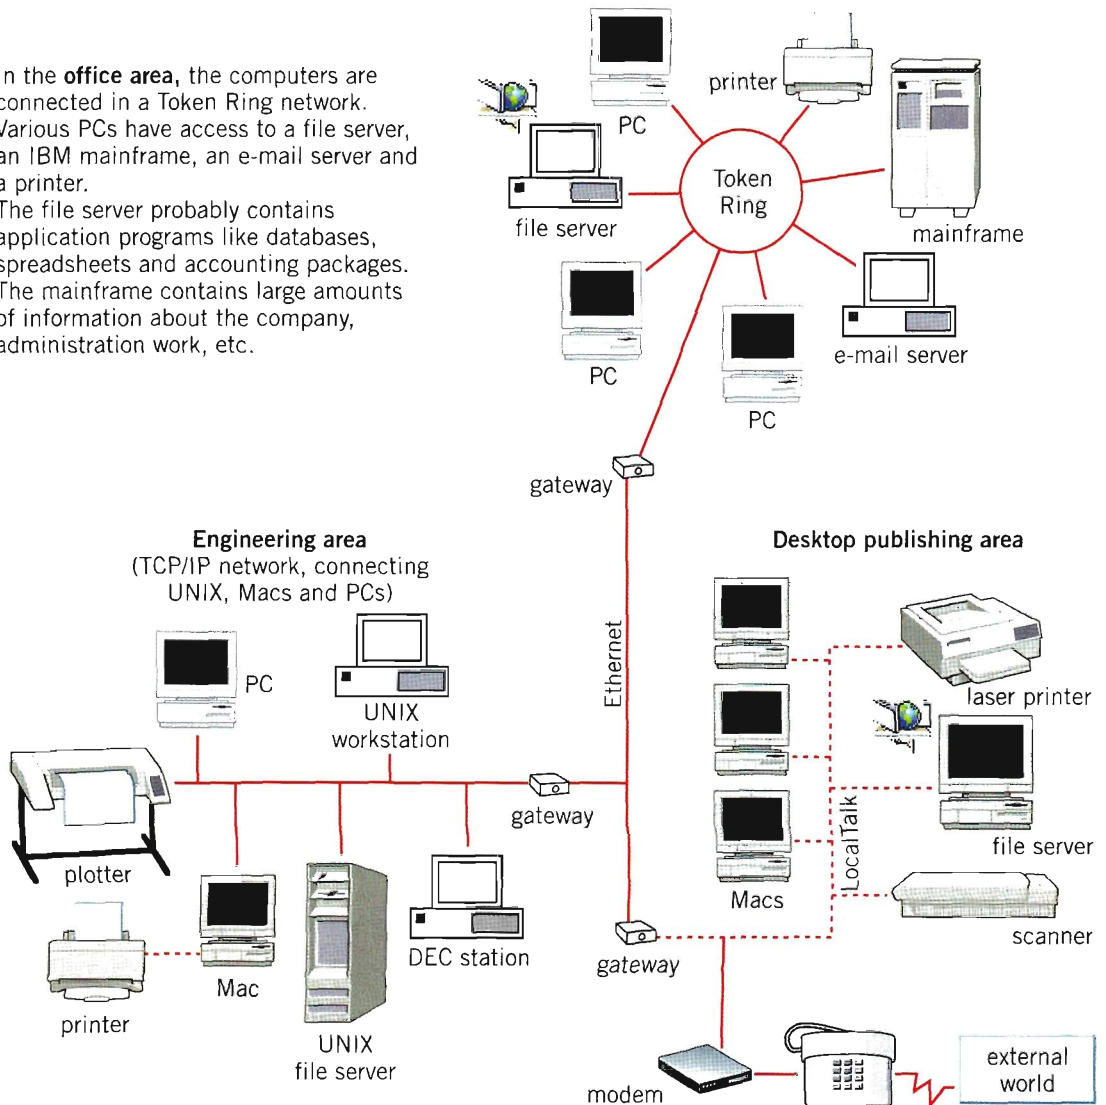 n the office area, the computers are
connected in a Token Ring network.
Various PCs have access to a file server,
an IBM mainframe, an e-mail server and
a printer.
The file server probably contains
application programs like databases,
spreadsheets and accounting packages.
The mainframe contains large amounts
of information about the company,
administration work, etc.
PC
printer
Token
Ring
file server
mainframe
PC
PC
e-mail server
gateway
Engineering area
(TCP/IP network, connecting
UNIX, Macs and PCs)
Desktop publishing area
PC
UNIX
workstation
Ethernet
laser printer
gateway
LocalTalk
plotter
file server
Macs
printer
Mac
DEC station
scanner
gateway
UNIX
file server
modem
external
world